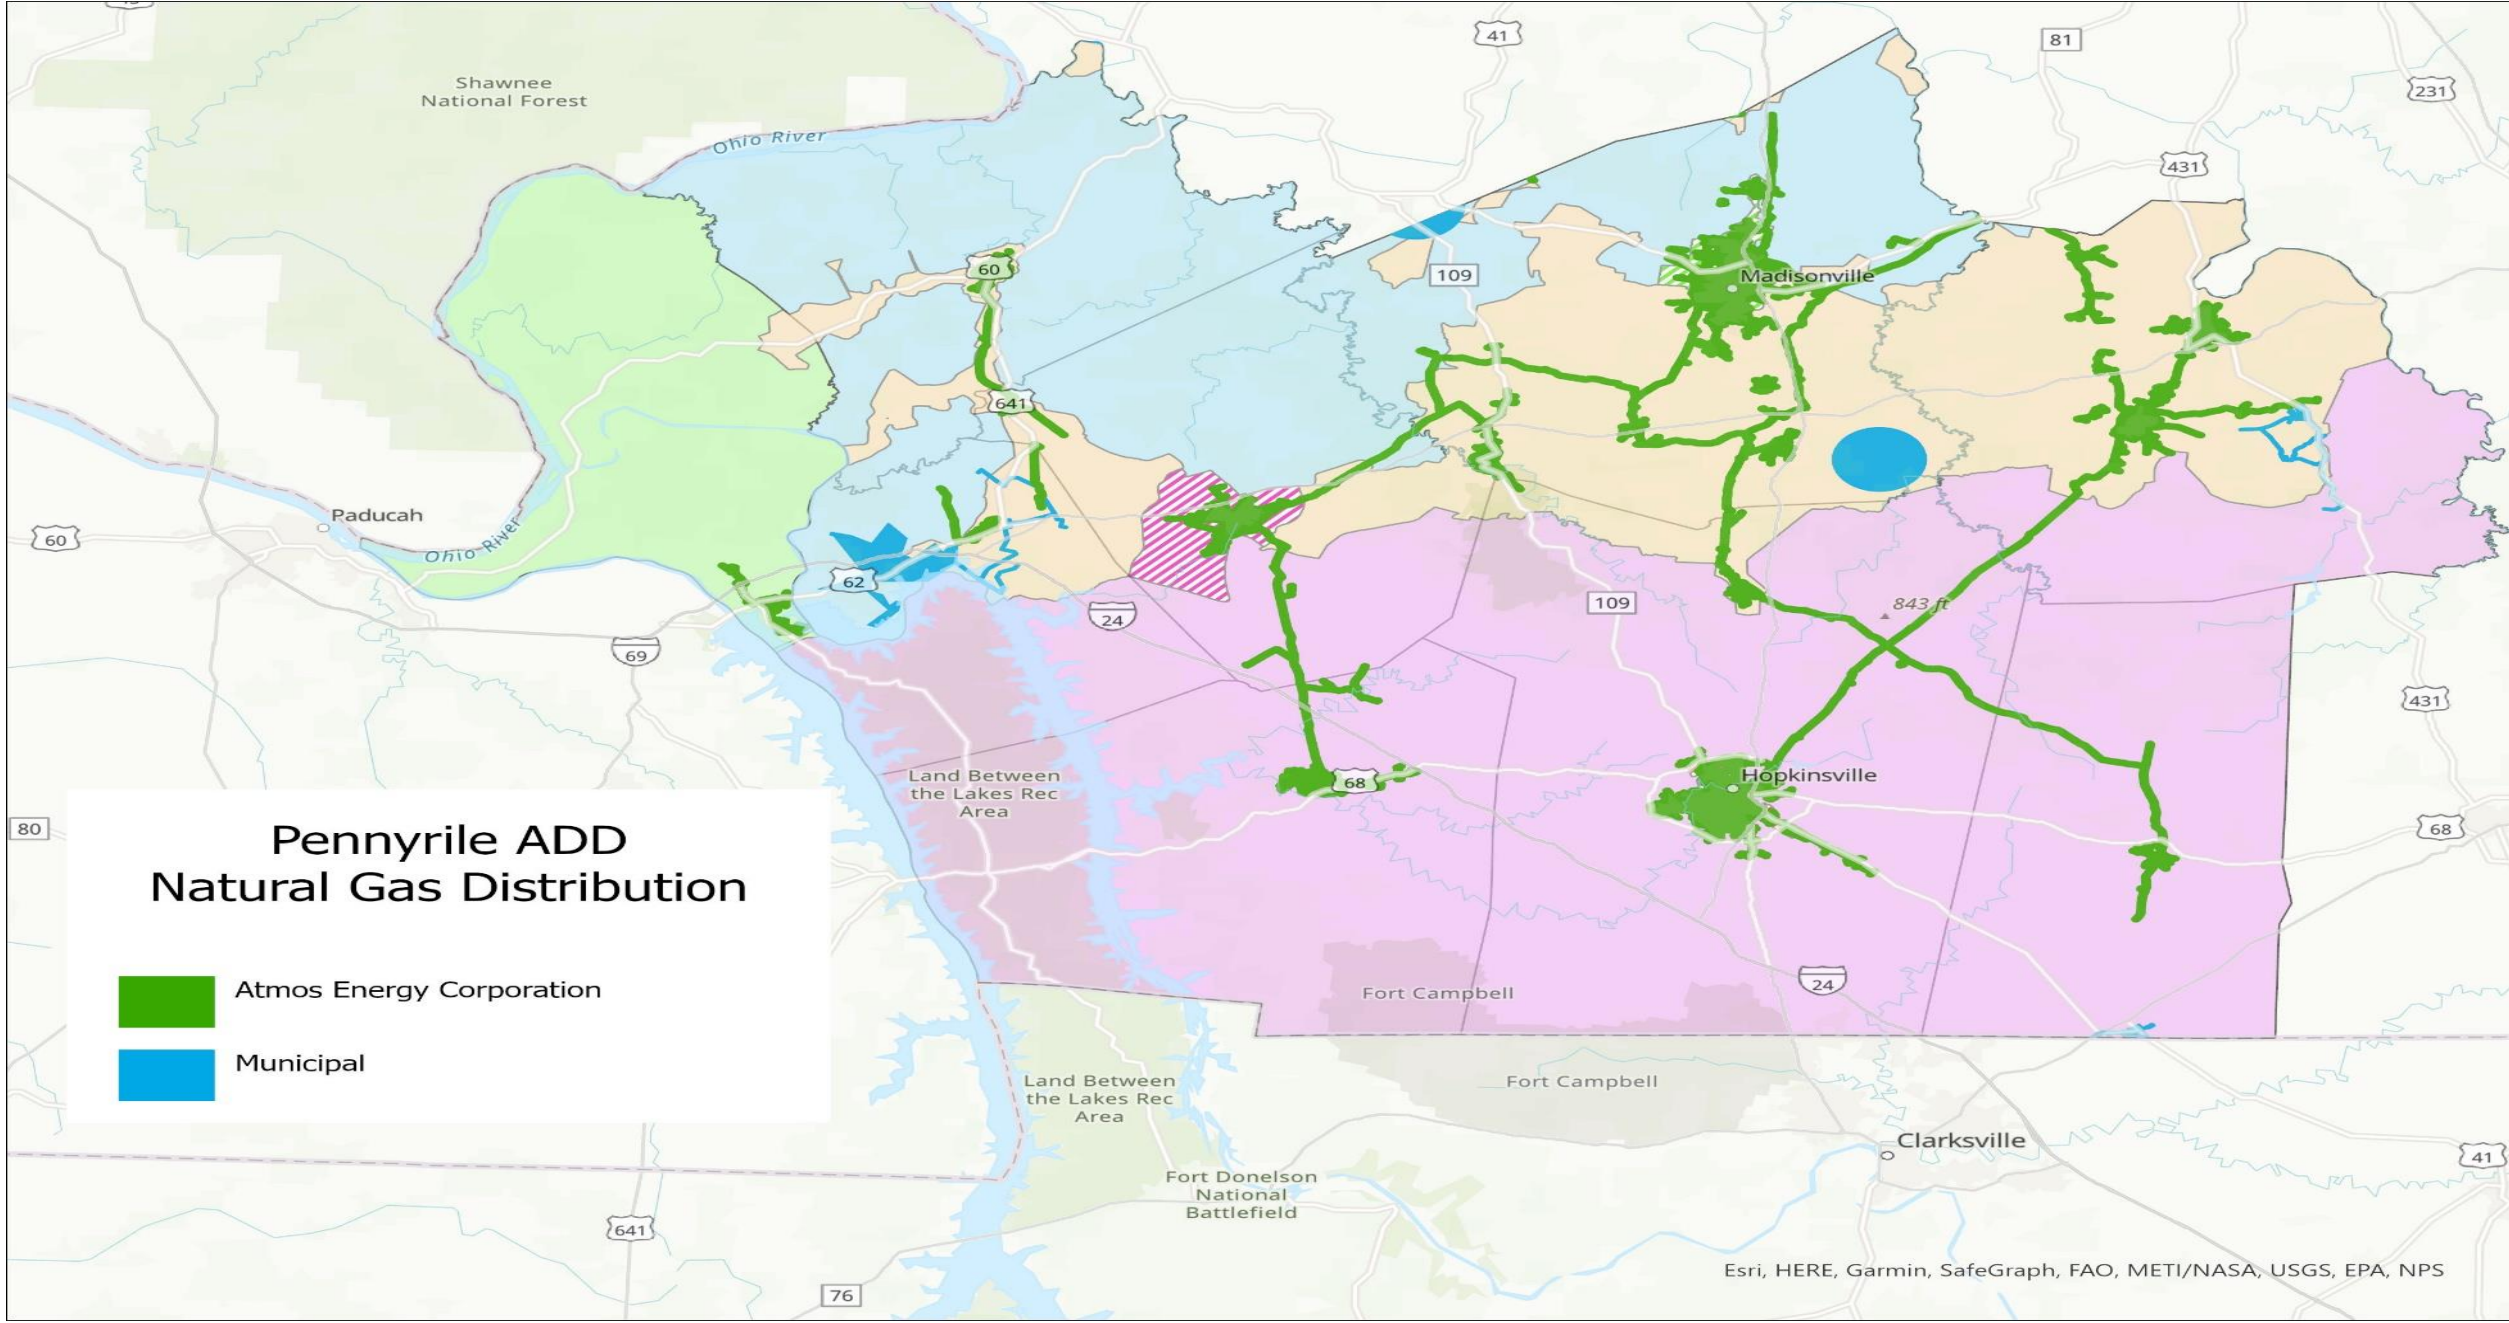 41
81
231
431
Shawnee
National Forest
Ohio River
60
109
Madisonville
641
Paducah
60
Ohio River
62
24
109
843 ft
69
431
Land Between
the Lakes Rec
Area
68
Hopkinsville
80
68
Pennyrile ADD
Natural Gas Distribution
Atmos Energy Corporation
Municipal
Fort Campbell
24
Land Between
the Lakes Rec
Area
Fort Campbell
Clarksville
41
Fort Donelson
National
Battlefield
641
76
Esri, HERE, Garmin, SafeGraph, FAO, METI/NASA, USGS, EPA, NPS